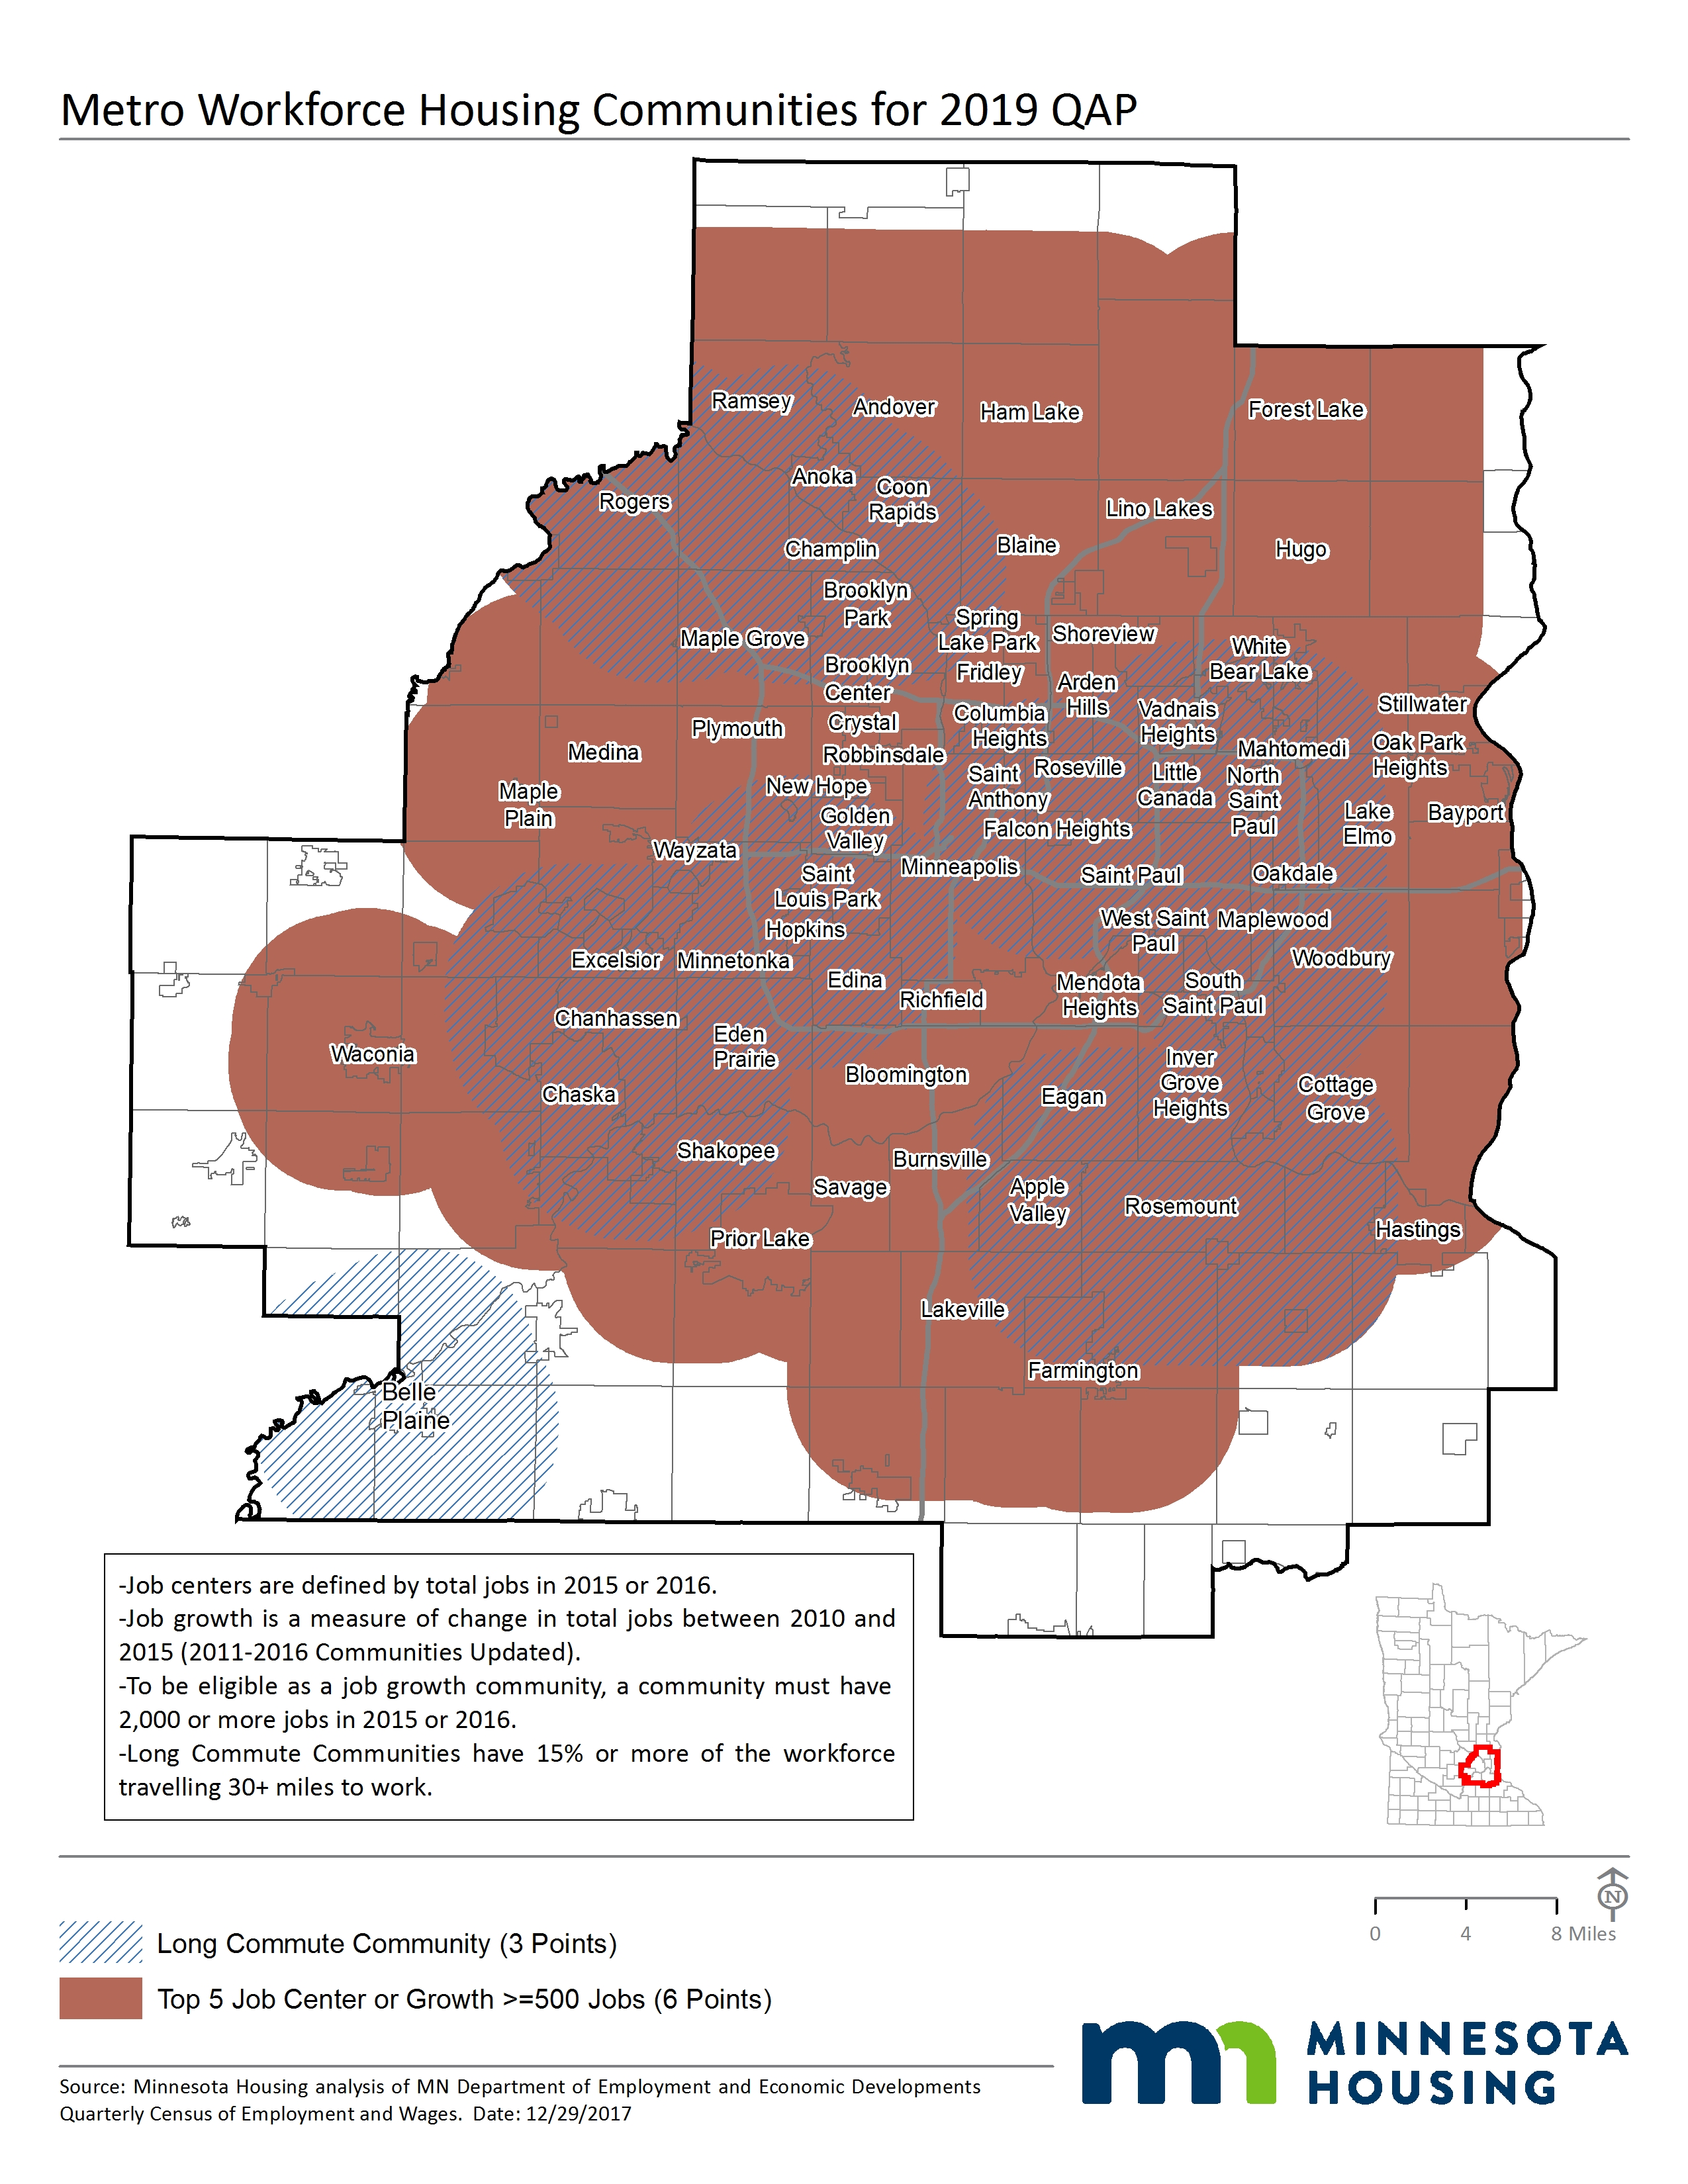 Metro Workforce Housing Communities for 2019 QAP
Ramsey
Andover
Ham Lake
Forest Lake
Anoka
Coon
Rapids
Rogers
Lino Lakes
Champlin
Blaine
Hugo
Brooklyn
Park
Spring
Lake Park
Shoreview
Maple Grove
White
Bear Lake
Brooklyn
Center
Fridley
Arden
Hills
Stillwater
Columbia
Heights
Vadnais
Heights
Crystal
Plymouth
Medina
Robbinsdale
Mahtomedi
Oak Park
Heights
Saint
Anthony
Roseville
Little
Canada
North
Saint
Paul
New Hope
Maple
Plain
Golden
Valley
Falcon Heights
Lake
Elmo
Bayport
Wayzata
Minneapolis
Saint
Louis Park
Saint Paul
Oakdale
Hopkins
West Saint
Paul
Maplewood
Excelsior
Minnetonka
Woodbury
Edina
Richfield
Mendota
Heights
South
Saint Paul
Chanhassen
Eden
Prairie
Waconia
Bloomington
Inver
Grove
Heights
Chaska
Eagan
Cottage
Grove
Shakopee
Burnsville
Savage
Apple
Valley
Rosemount
Prior Lake
Hastings
Lakeville
Farmington
Belle
Plaine
-Job centers are defined by total jobs in 2015 or 2016.
-Job growth is a measure of change in total jobs between 2010 and
2015 (2011-2016 Communities Updated).
-To be eligible as a job growth community, a community must have
2,000 or more jobs in 2015 or 2016.
-Long Commute Communities have 15% or more of the workforce
travelling 30+ miles to work.
N
0 4 8 Miles
Long Commute Community (3 Points)
Top 5 Job Center or Growth >=500 Jobs (6 Points)
mn MINNESOTA
HOUSING
Source: Minnesota Housing analysis of MN Department of Employment and Economic Developments
Quarterly Census of Employment and Wages. Date: 12/29/2017